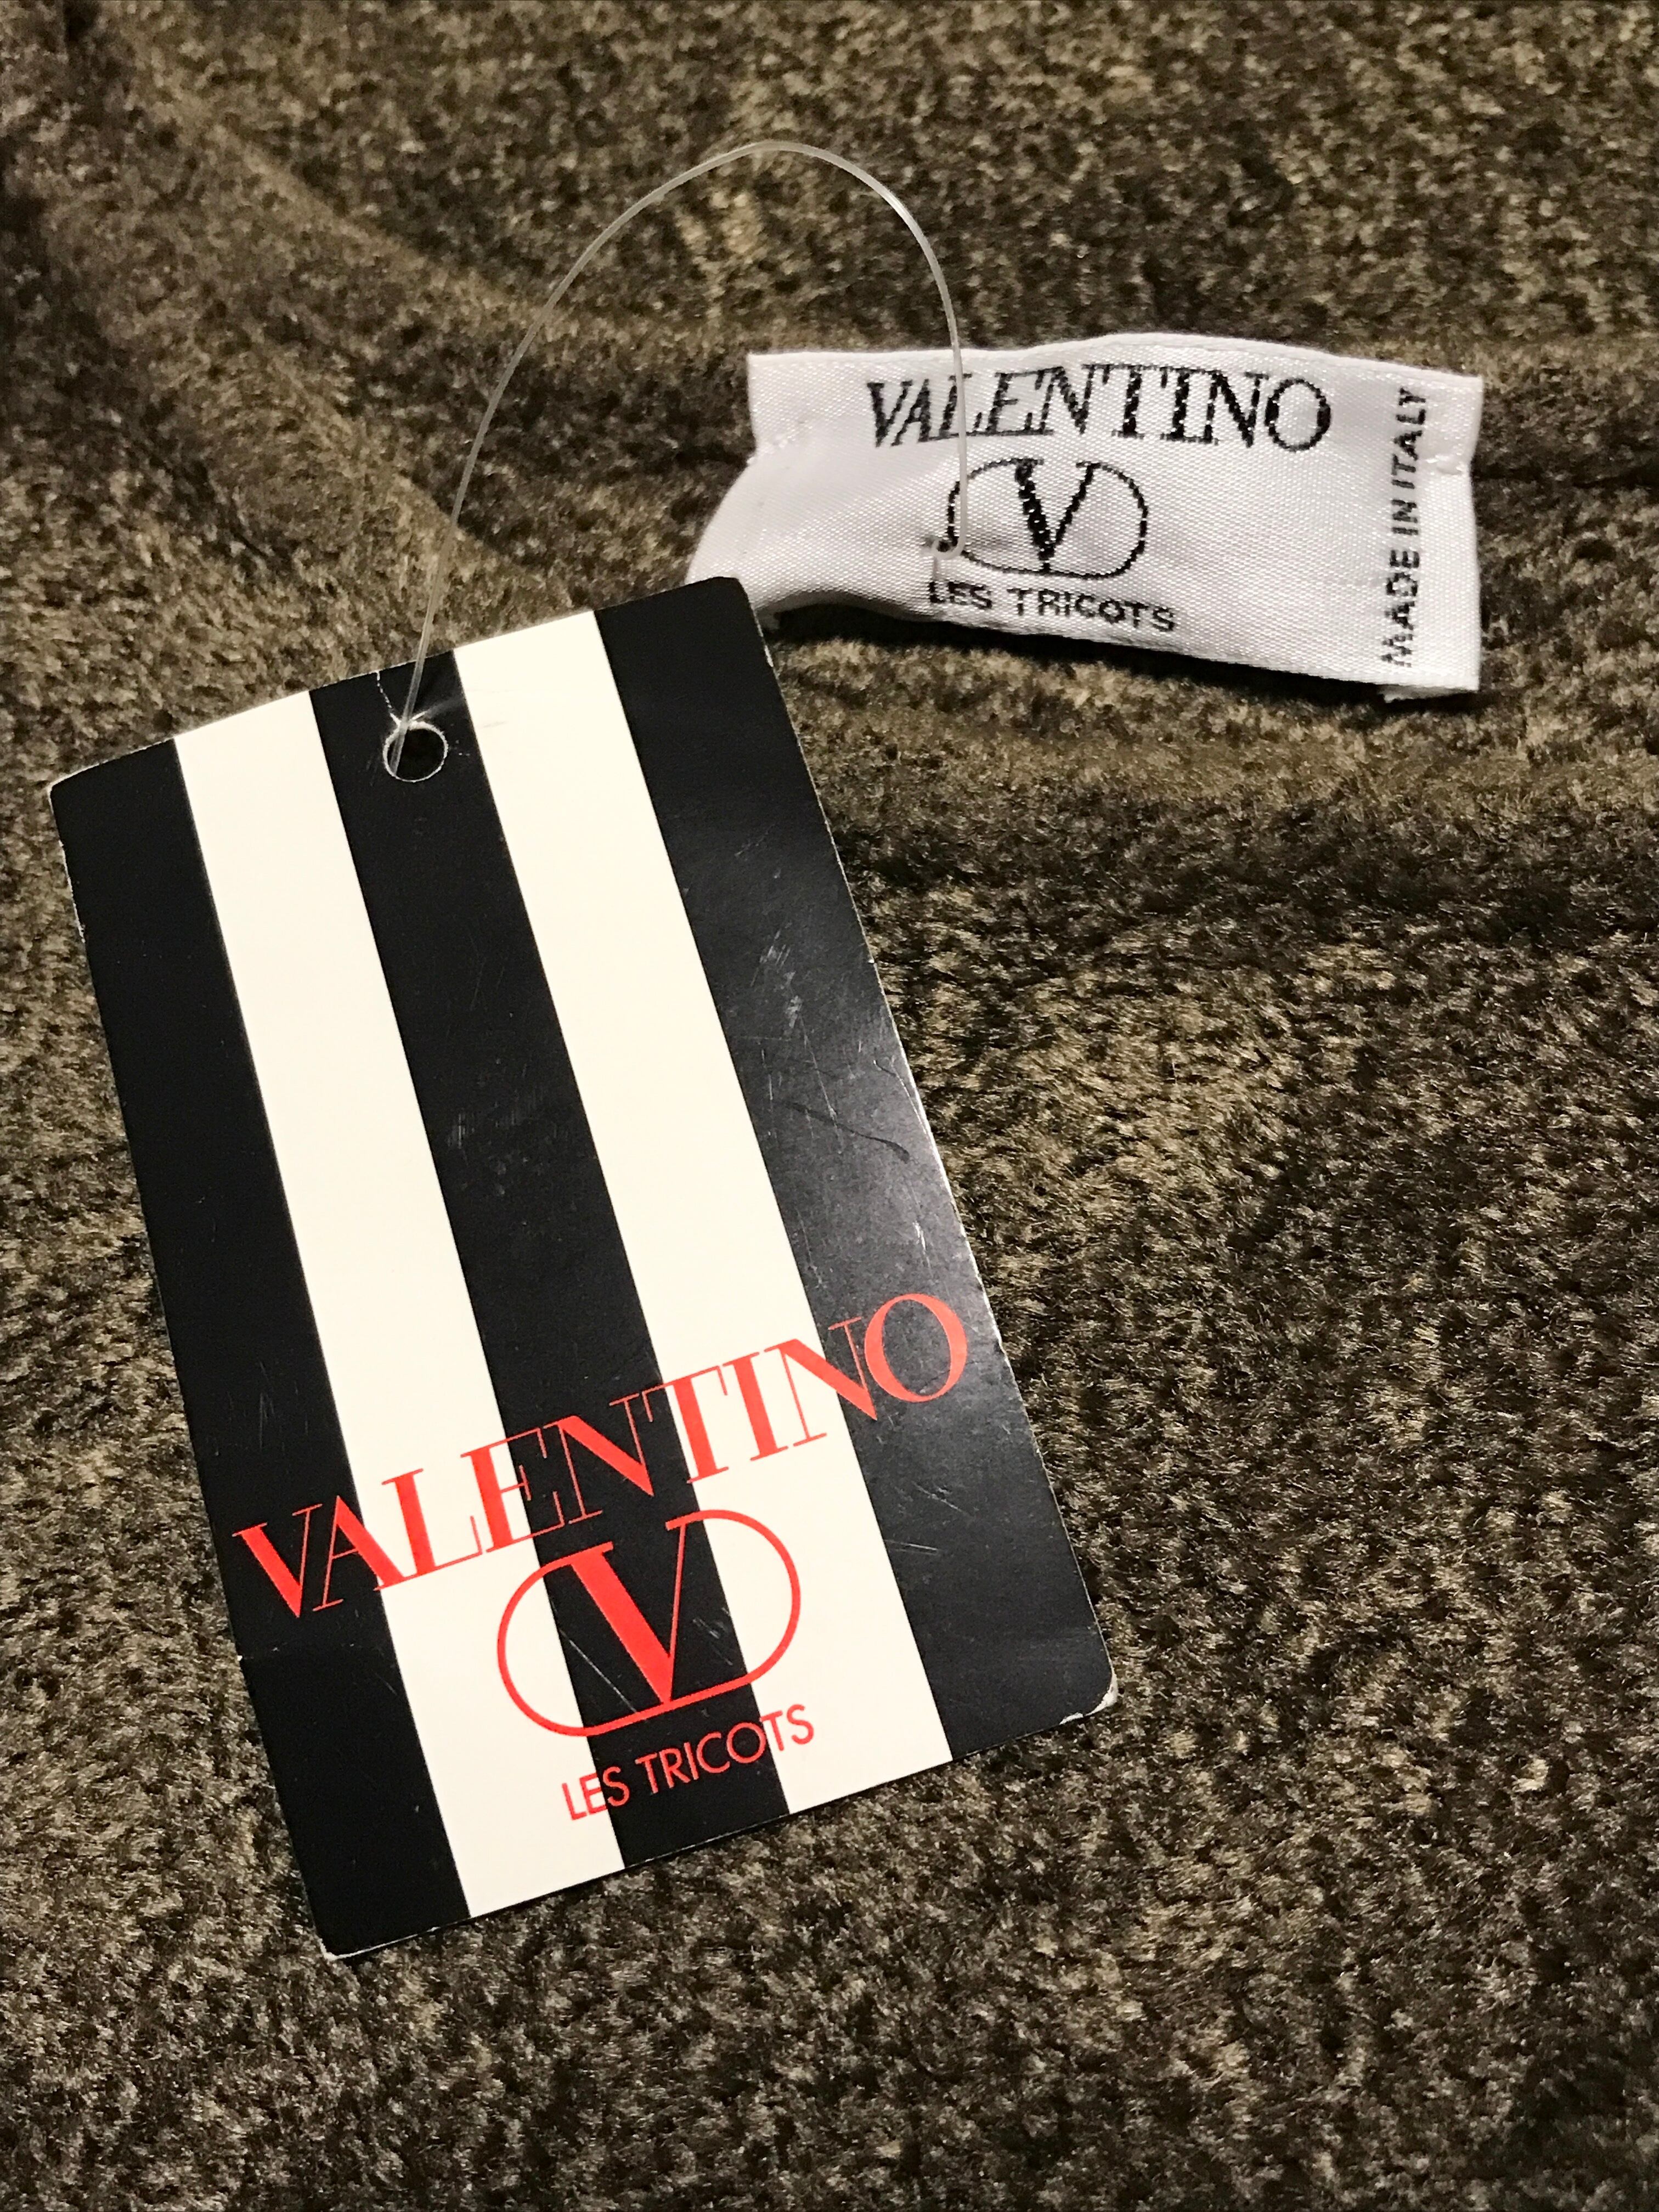 VALENTINO
V
LES TRICOTS
MADE IN ITALY
VALENTINO
V
LES TRICOTS